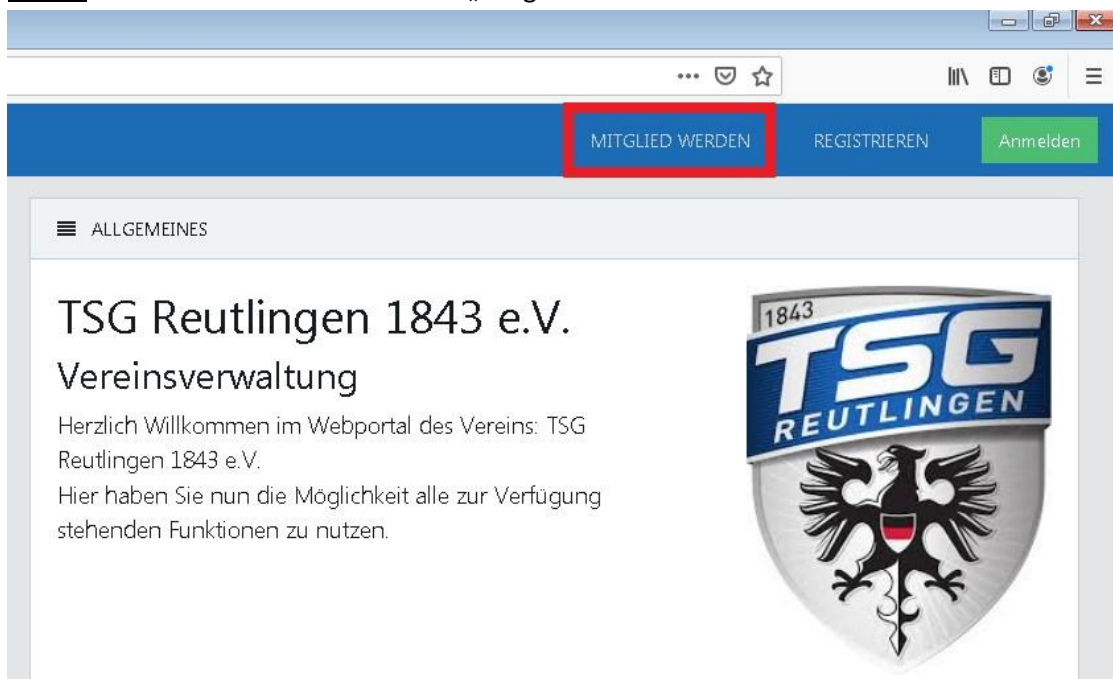 MITGLIED WERDEN REGISTRIEREN Anmelden
ALLGEMEINES
TSG Reutlingen 1843 e.V.
Vereinsverwaltung
Herzlich Willkommen im Webportal des Vereins: TSG
Reutlingen 1843 e.V.
Hier haben Sie nun die Möglichkeit alle zur Verfügung
stehenden Funktionen zu nutzen.
1843
TSG
REUTLINGEN